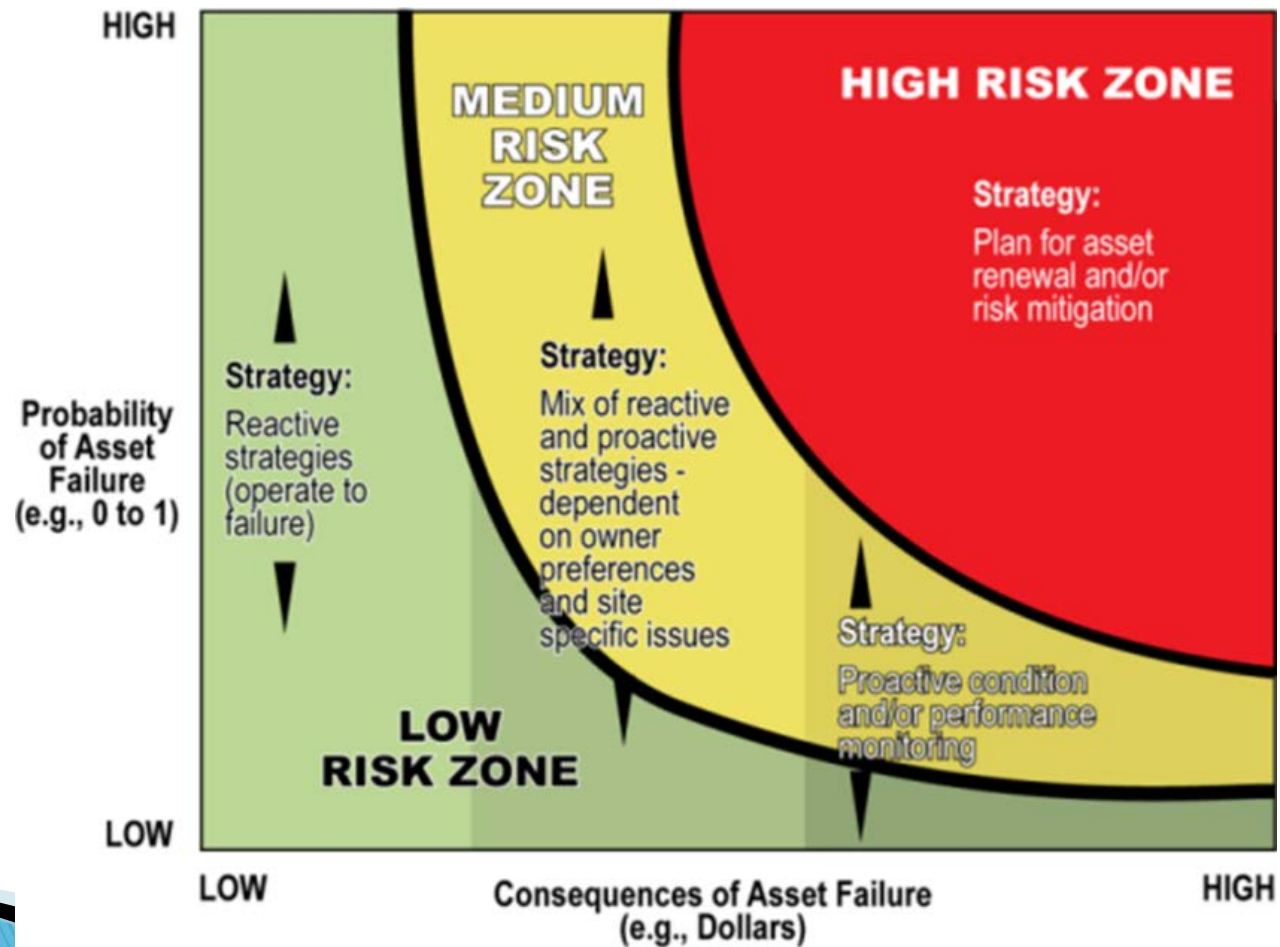 HIGH
MEDIUM
RISK
ZONE
HIGH RISK ZONE
Strategy:
Plan for asset
renewal and/or
risk mitigation
Strategy:
Reactive
strategies
(operate to
failure)
Strategy:
Mix of reactive
and proactive
strategies -
dependent
on owner
preferences
and site
specific issues
Probability
of Asset
Failure
(e.g., 0 to 1)
Strategy:
Proactive condition
and/or performance
monitoring
LOW
RISK ZONE
LOW
LOW
Consequences of Asset Failure
(e.g., Dollars)
HIGH